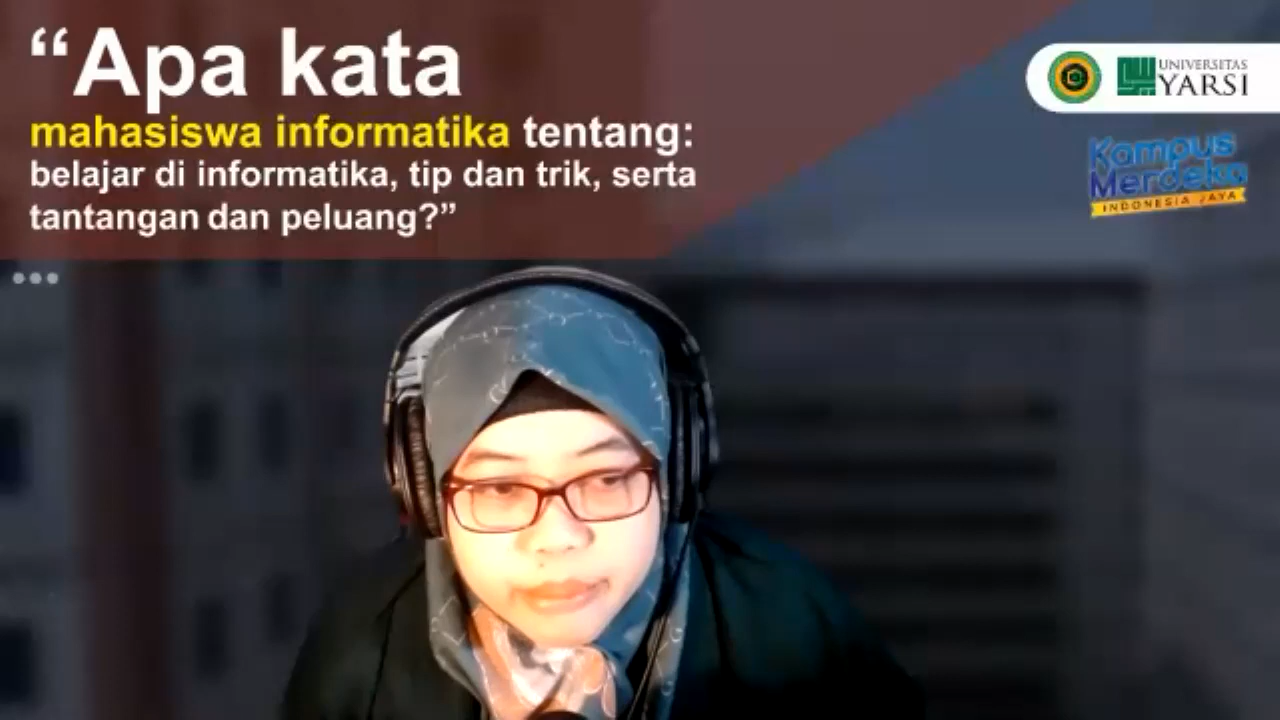 “Apa kata
mahasiswa informatika tentang:
belajar di informatika, tip dan trik, serta
tantangan dan peluang?”
UNIVERSITAS
YARSI
Kampus
Merdeka
INDONESIA JAYA